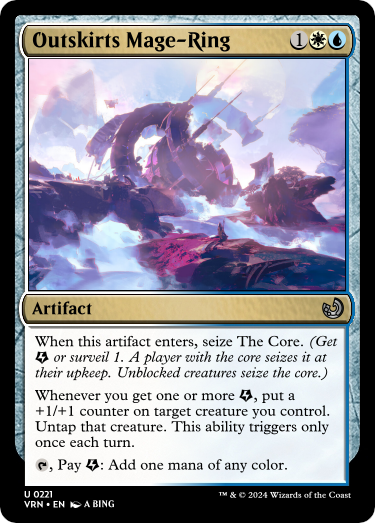 Outskirts Mage-Ring 1
Artifact
When this artifact enters, seize The Core. (Get
or surveil 1. A player with the core seizes it at
their upkeep. Unblocked creatures seize the core.)
Whenever you get one or more , put a
+1/+1 counter on target creature you control.
Untap that creature. This ability triggers only
once each turn.
, Pay : Add one mana of any color.
U 0221
VRN • EN A BING
™ & © 2024 Wizards of the Coast